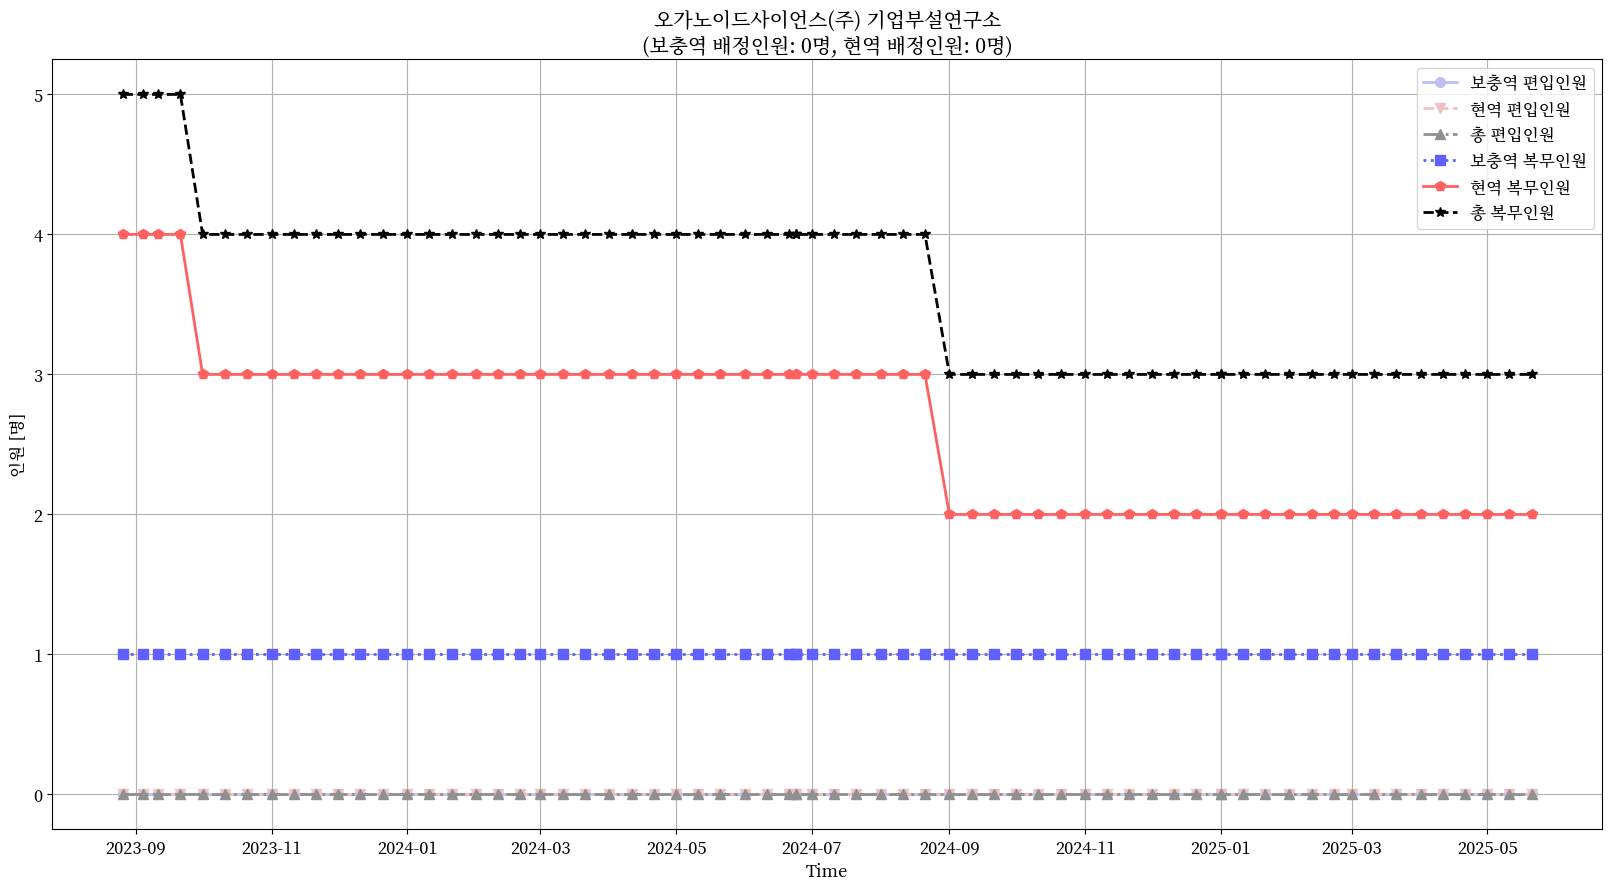 오가노이드사이언스(주) 기업부설연구소
(보충역 배정인원: 0명, 현역 배정인원: 0명)
보충역 편입인원
현역 편입인원
총 편입인원
보충역 복무인원
현역 복무인원
총 복무인원
인원 [명]
5
4
3
2
1
0
2023-09 2023-11 2024-01 2024-03 2024-05 2024-07 2024-09 2024-11 2025-01 2025-03 2025-05
Time